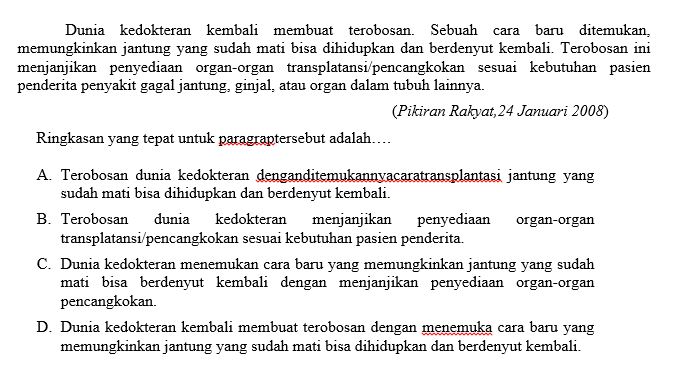 Dunia kedokteran kembali membuat terobosan. Sebuah cara baru ditemukan,
memungkinkan jantung yang sudah mati bisa dihidupkan dan berdenyut kembali. Terobosan ini
menjanjikan penyediaan organ-organ transplatansi/pencangkokan sesuai kebutuhan pasien
penderita penyakit gagal jantung, ginjal, atau organ dalam tubuh lainnya.
(Pikiran Rakyat,24 Januari 2008)
Ringkasan yang tepat untuk paragraptersebut adalah....
A. Terobosan dunia kedokteran denganditemukannyacaratransplantasi jantung yang
sudah mati bisa dihidupkan dan berdenyut kembali.
B. Terobosan dunia kedokteran menjanjikan penyediaan organ-organ
transplatansi/pencangkokan sesuai kebutuhan pasien penderita.
C. Dunia kedokteran menemukan cara baru yang memungkinkan jantung yang sudah
mati bisa berdenyut kembali dengan menjanjikan penyediaan organ-organ
pencangkokan.
D. Dunia kedokteran kembali membuat terobosan dengan menemuka cara baru yang
memungkinkan jantung yang sudah mati bisa dihidupkan dan berdenyut kembali.